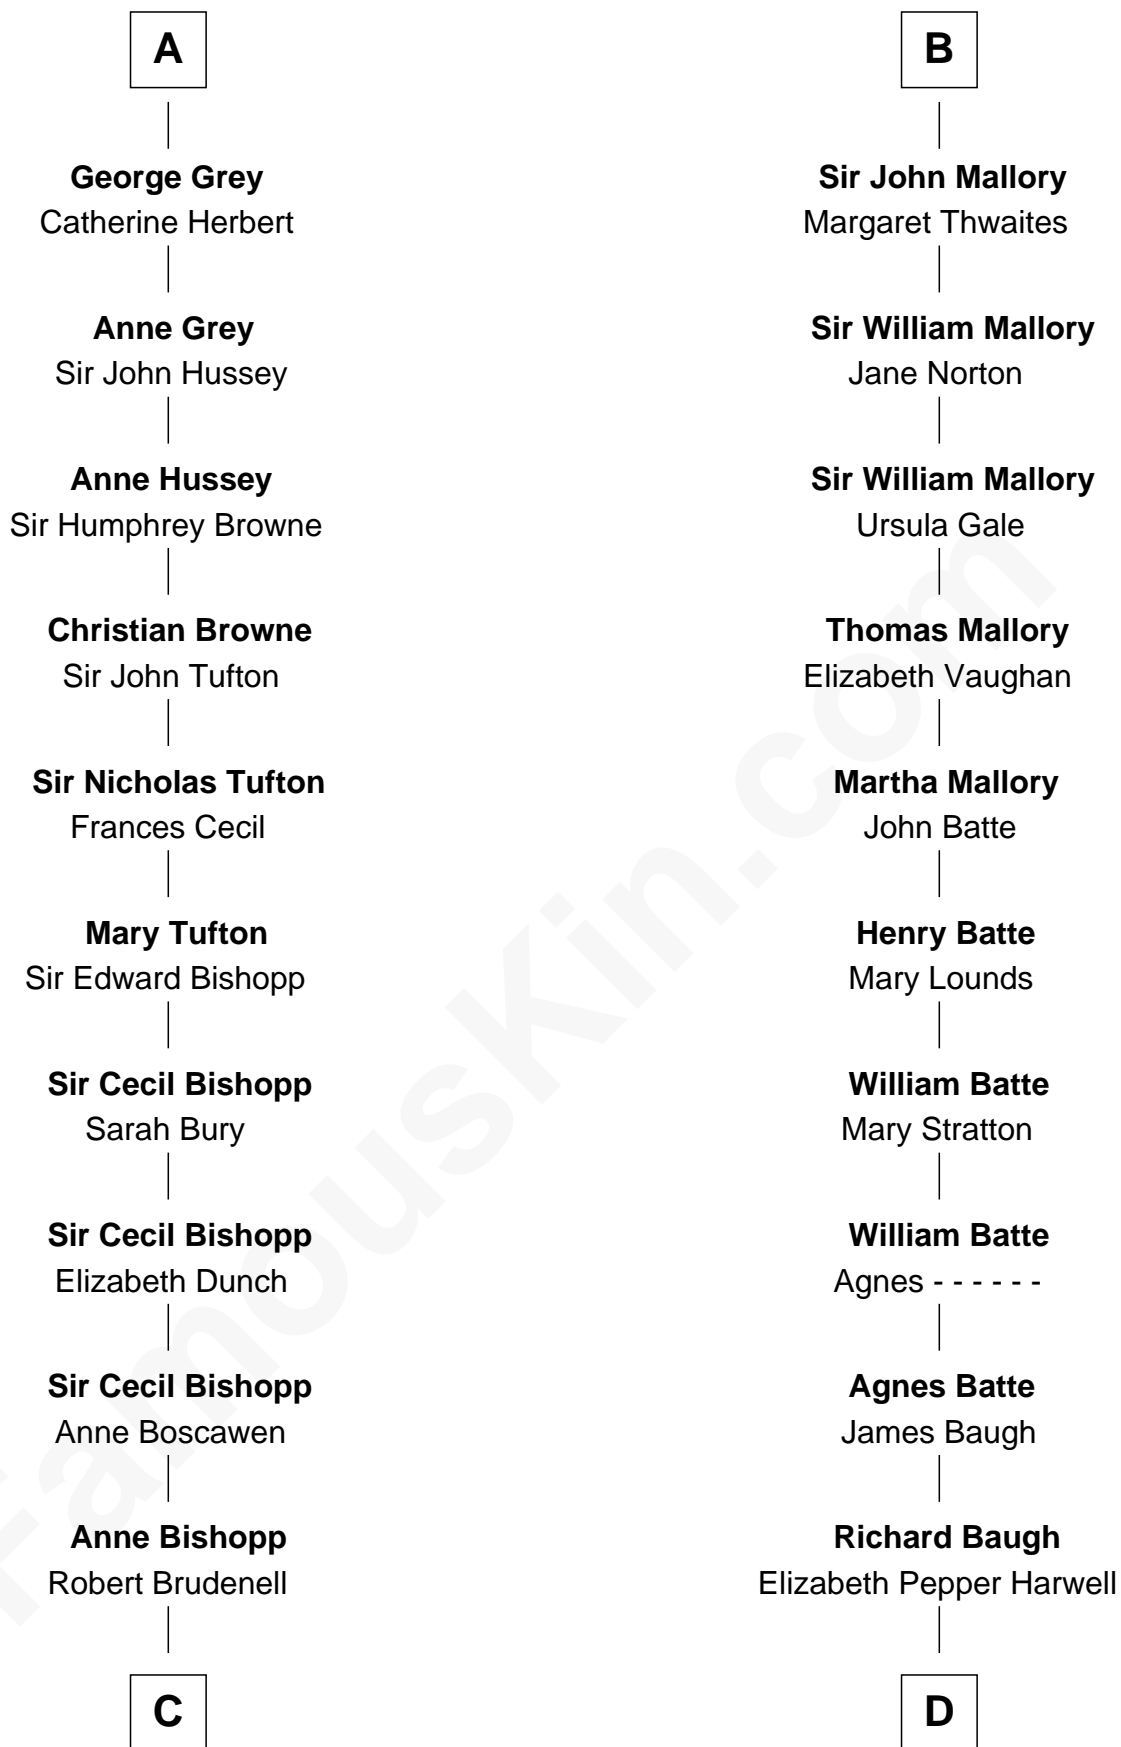 A
George Grey
Catherine Herbert
Anne Grey
Sir John Hussey
Anne Hussey
Sir Humphrey Browne
Christian Browne
Sir John Tufton
Sir Nicholas Tufton
Frances Cecil
Mary Tufton
Sir Edward Bishopp
Sir Cecil Bishopp
Sarah Bury
Sir Cecil Bishopp
Elizabeth Dunch
Sir Cecil Bishopp
Anne Boscawen
Anne Bishopp
Robert Brudenell
C
B
Sir John Mallory
Margaret Thwaites
Sir William Mallory
Jane Norton
Sir William Mallory
Ursula Gale
Thomas Mallory
Elizabeth Vaughan
Martha Mallory
John Batte
Henry Batte
Mary Lounds
William Batte
Mary Stratton
William Batte
Agnes - - - - - -
Agnes Batte
James Baugh
Richard Baugh
Elizabeth Pepper Harwell
D
FamousKin.com